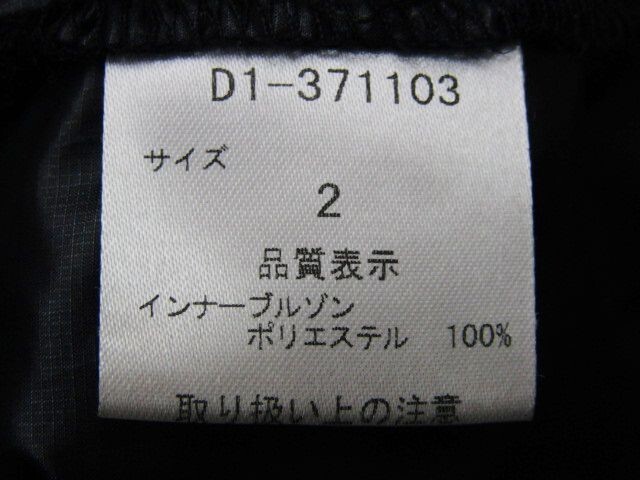 D1-371103
サイズ
2
品質表示
インナーブルゾン
ポリエステル 100%
取り扱い上の注意